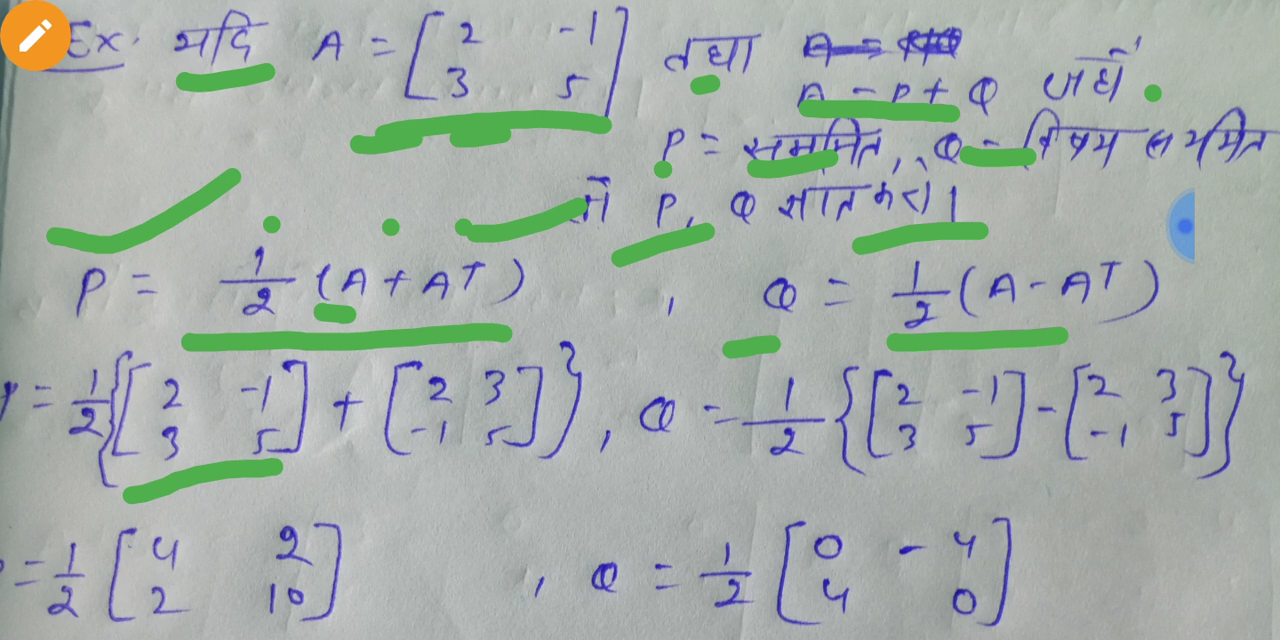 Ex. यदि A = [2 -1; 3 5] तथा
A = P + Q जहाँ
P = सममित, Q = विषम सममित
तो P, Q ज्ञात करो।
P = 1/2 (A + AT) , Q = 1/2 (A - AT)
P = 1/2 {[2 -1; 3 5] + [2 3; -1 5]}, Q = 1/2 {[2 -1; 3 5] - [2 3; -1 5]}
= 1/2 [4 2; 2 10] , Q = 1/2 [0 -4; 4 0]